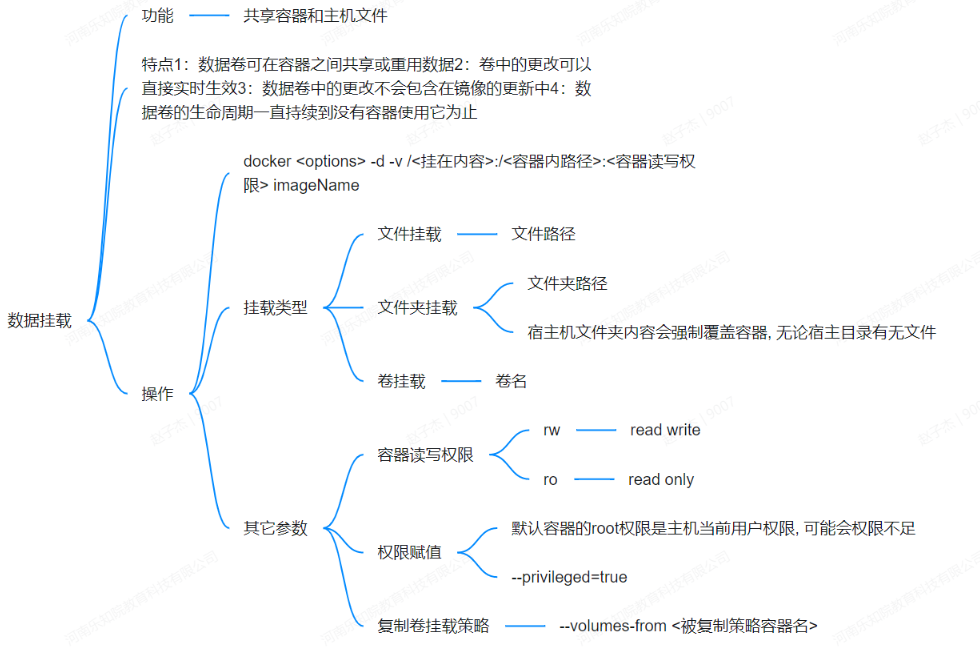 功能
共享容器和主机文件
特点1：数据卷可在容器之间共享或重用数据2：卷中的更改可以
直接实时生效3：数据卷中的更改不会包含在镜像的更新中4：数
据卷的生命周期一直持续到没有容器使用它为止
docker <options> -d -v /<挂在内容>:/<容器内路径>:<容器读写权
限> imageName
文件挂载
文件路径
文件夹路径
数据挂载
挂载类型
文件夹挂载
宿主机文件夹内容会强制覆盖容器, 无论宿主目录有无文件
卷挂载
卷名
操作
rw
read write
容器读写权限
ro
read only
其它参数
默认容器的root权限是主机当前用户权限, 可能会权限不足
权限赋值
--privileged=true
复制卷挂载策略
--volumes-from <被复制策略容器名>